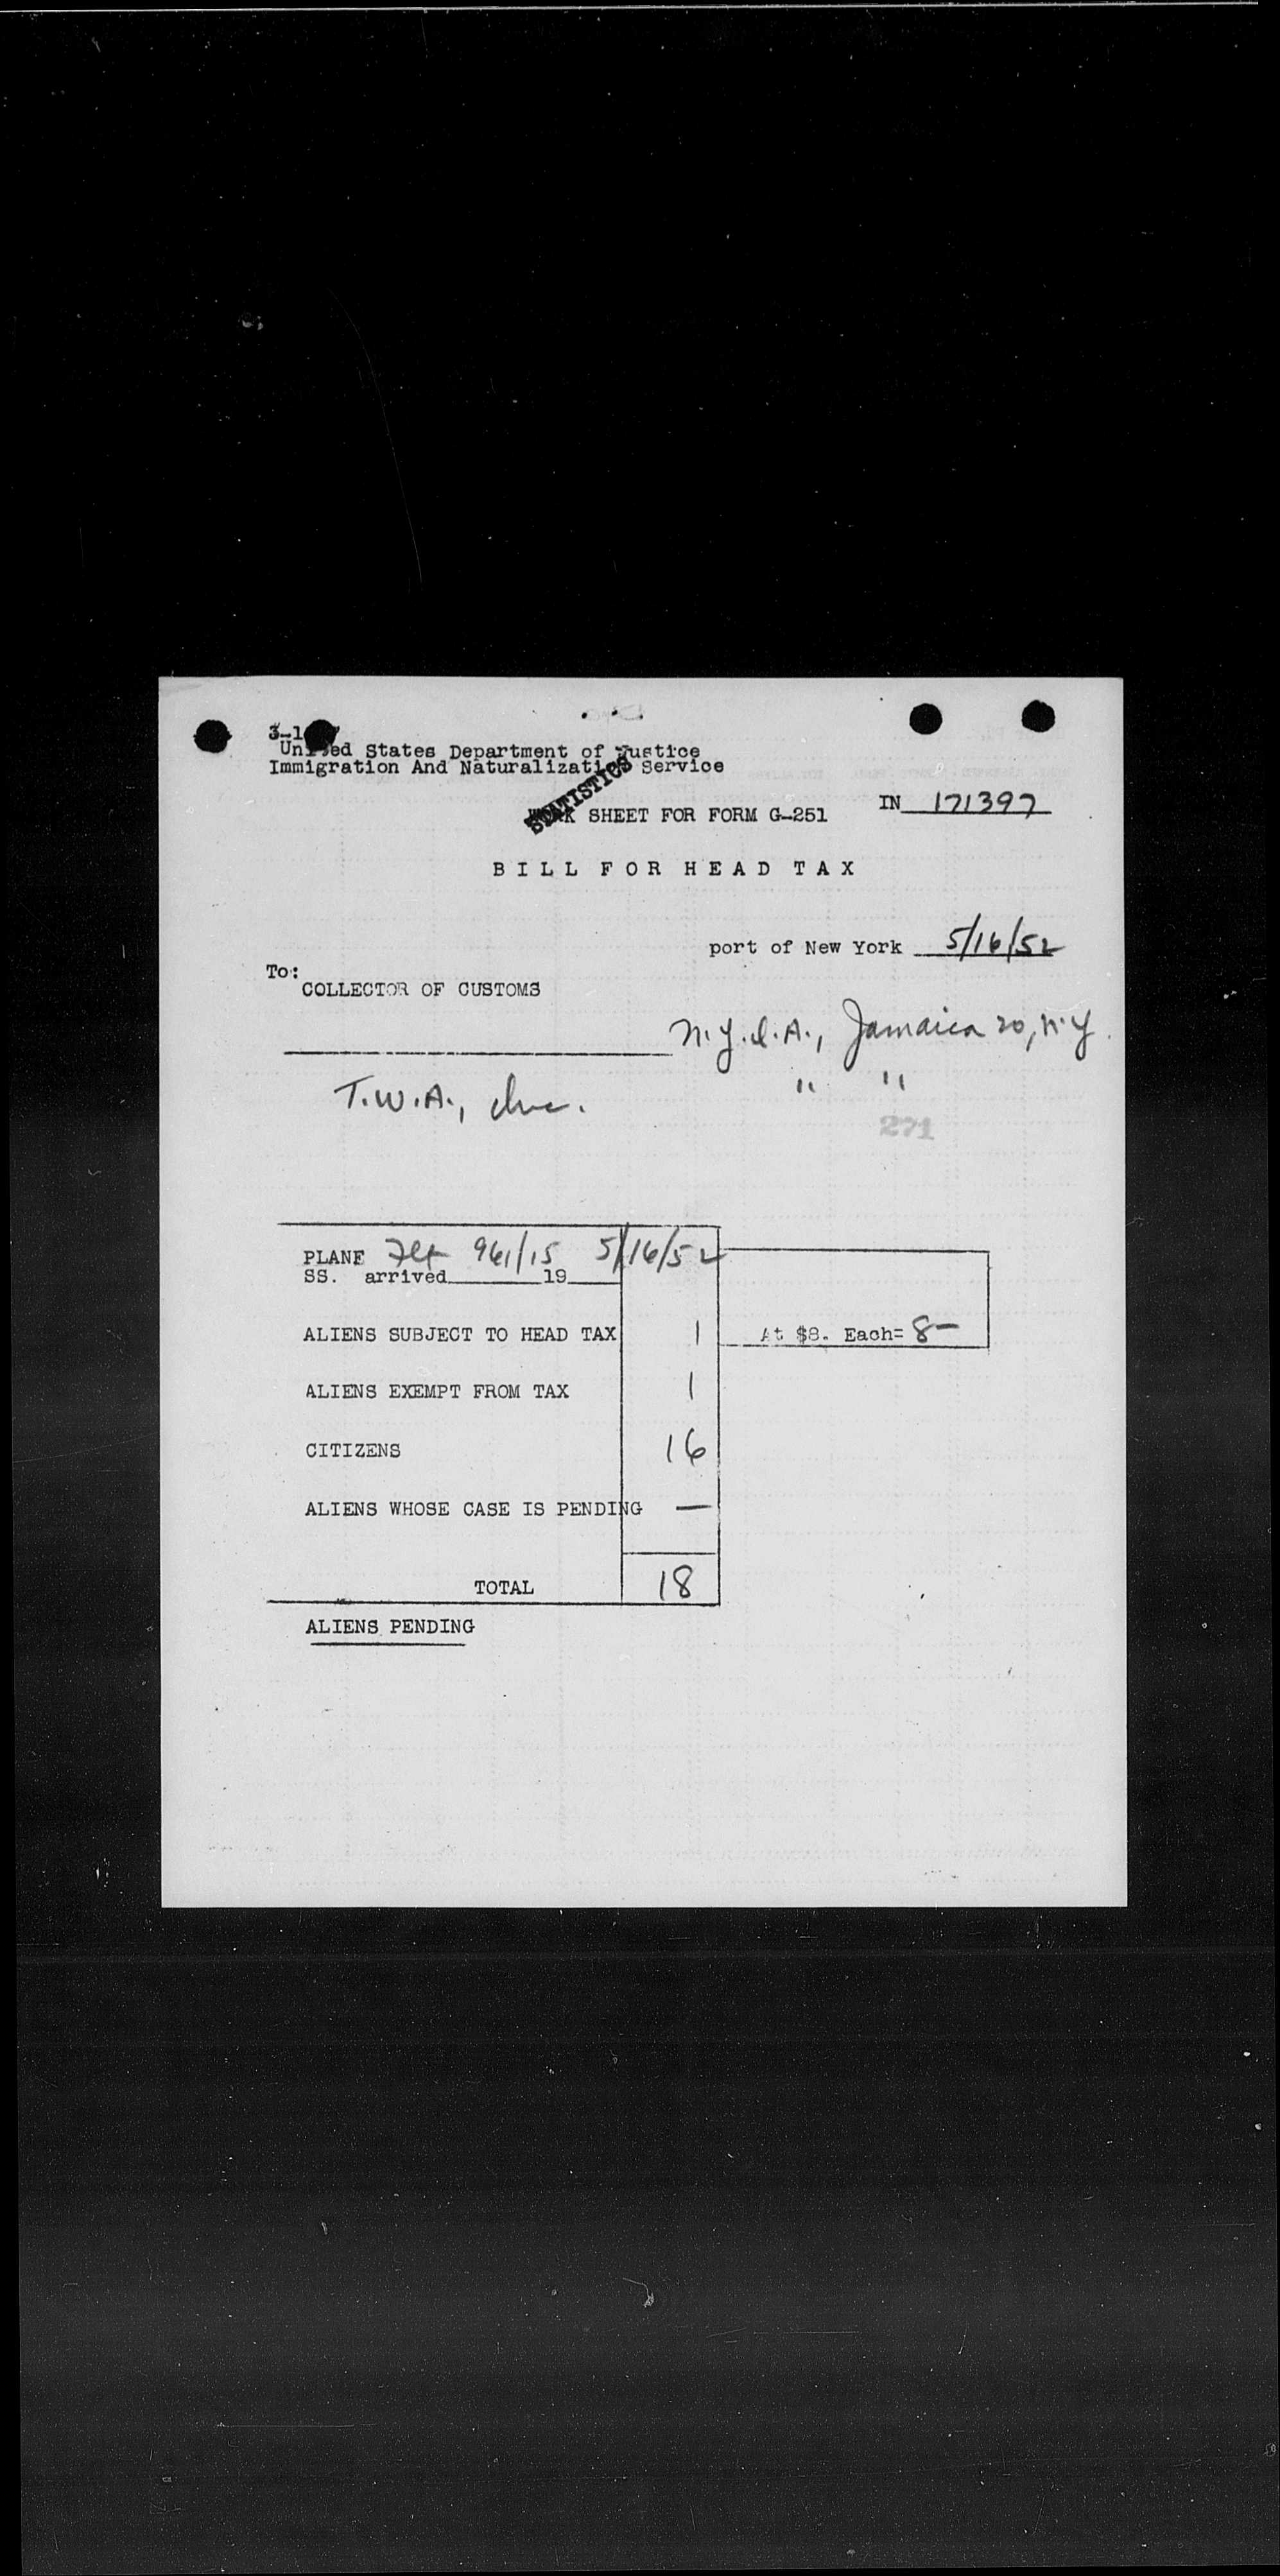 United States Department of Justice
Immigration And Naturalization Service
STATISTICS
WORK SHEET FOR FORM G-251
IN 171397
BILL FOR HEAD TAX
port of New York 5/16/52
To:
COLLECTOR OF CUSTOMS
N.Y.I.A., Jamaica 20, N.Y.
T.W.A., Inc. " "
271
PLANE Flt 961/15 5/16/52
SS. arrived 19
ALIENS SUBJECT TO HEAD TAX 1 At $8. Each= 8-
ALIENS EXEMPT FROM TAX 1
CITIZENS 16
ALIENS WHOSE CASE IS PENDING —
TOTAL 18
ALIENS PENDING